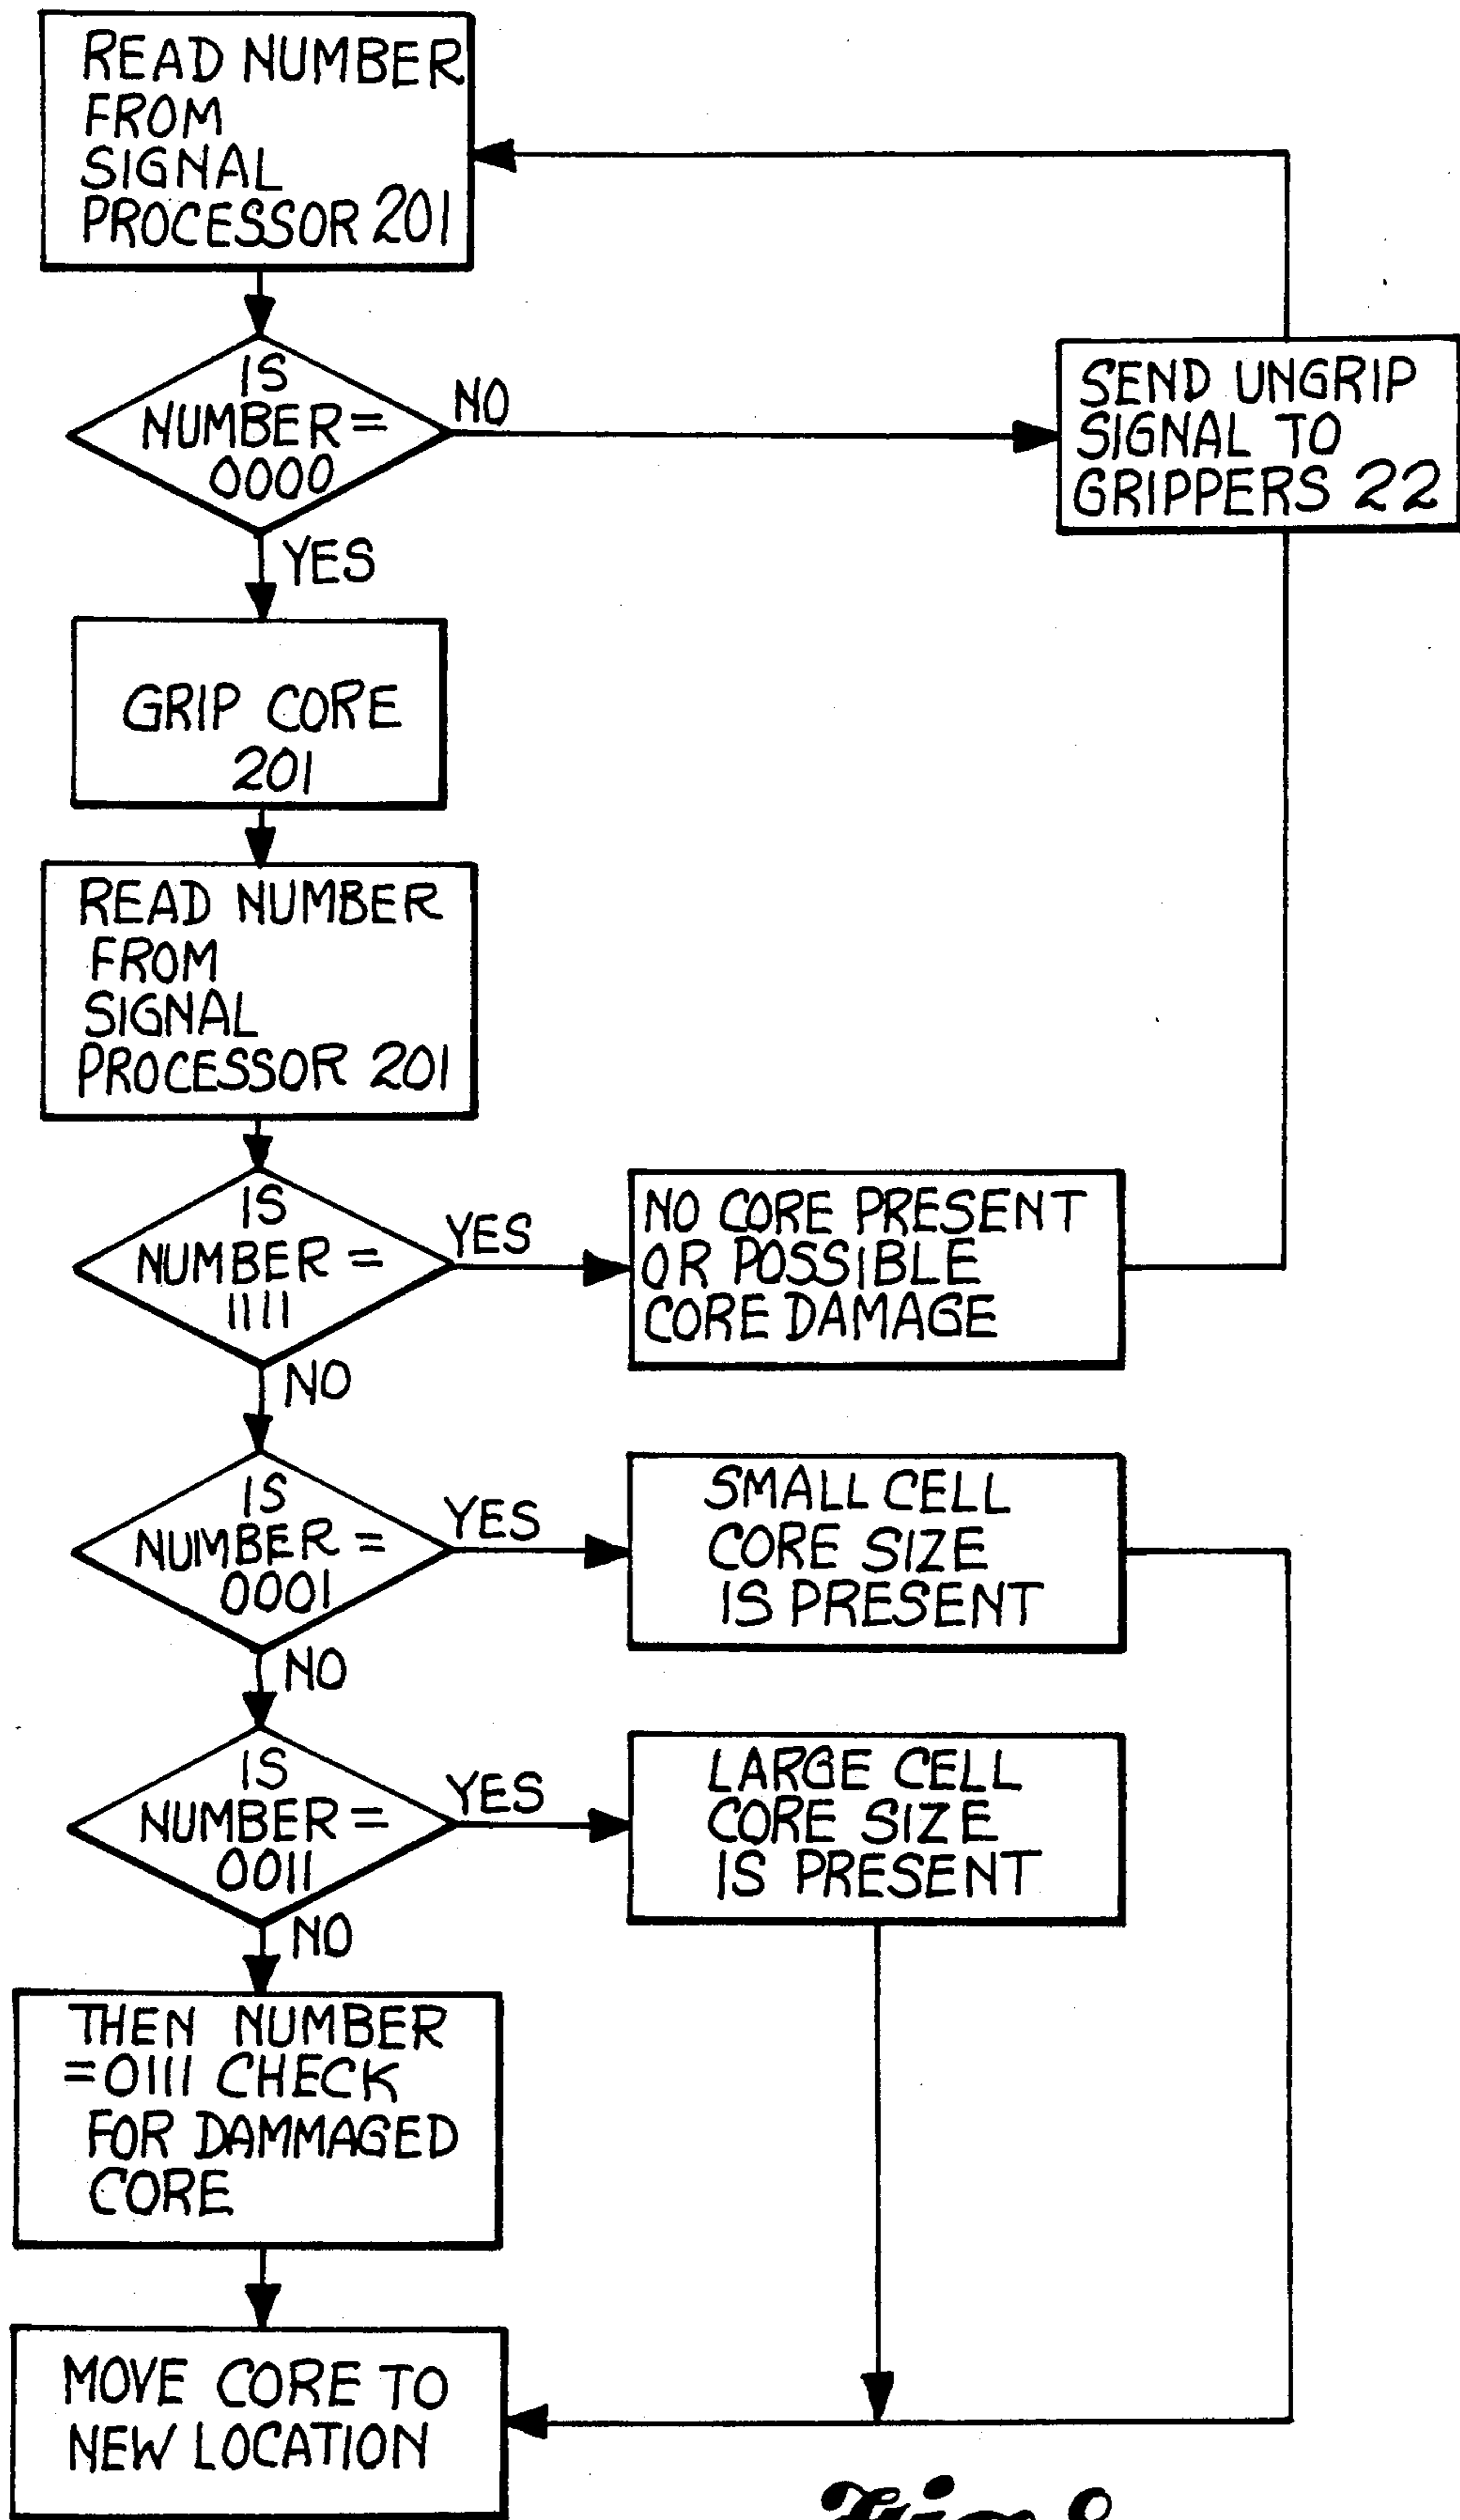 READ NUMBER
FROM
SIGNAL
PROCESSOR 201
IS
NUMBER =
0000
NO
SEND UNGRIP
SIGNAL TO
GRIPPERS 22
YES
GRIP CORE
201
READ NUMBER
FROM
SIGNAL
PROCESSOR 201
IS
NUMBER =
1111
YES
NO CORE PRESENT
OR POSSIBLE
CORE DAMAGE
NO
IS
NUMBER =
0001
YES
SMALL CELL
CORE SIZE
IS PRESENT
NO
IS
NUMBER =
0011
YES
LARGE CELL
CORE SIZE
IS PRESENT
NO
THEN NUMBER
=0111 CHECK
FOR DAMMAGED
CORE
MOVE CORE TO
NEW LOCATION